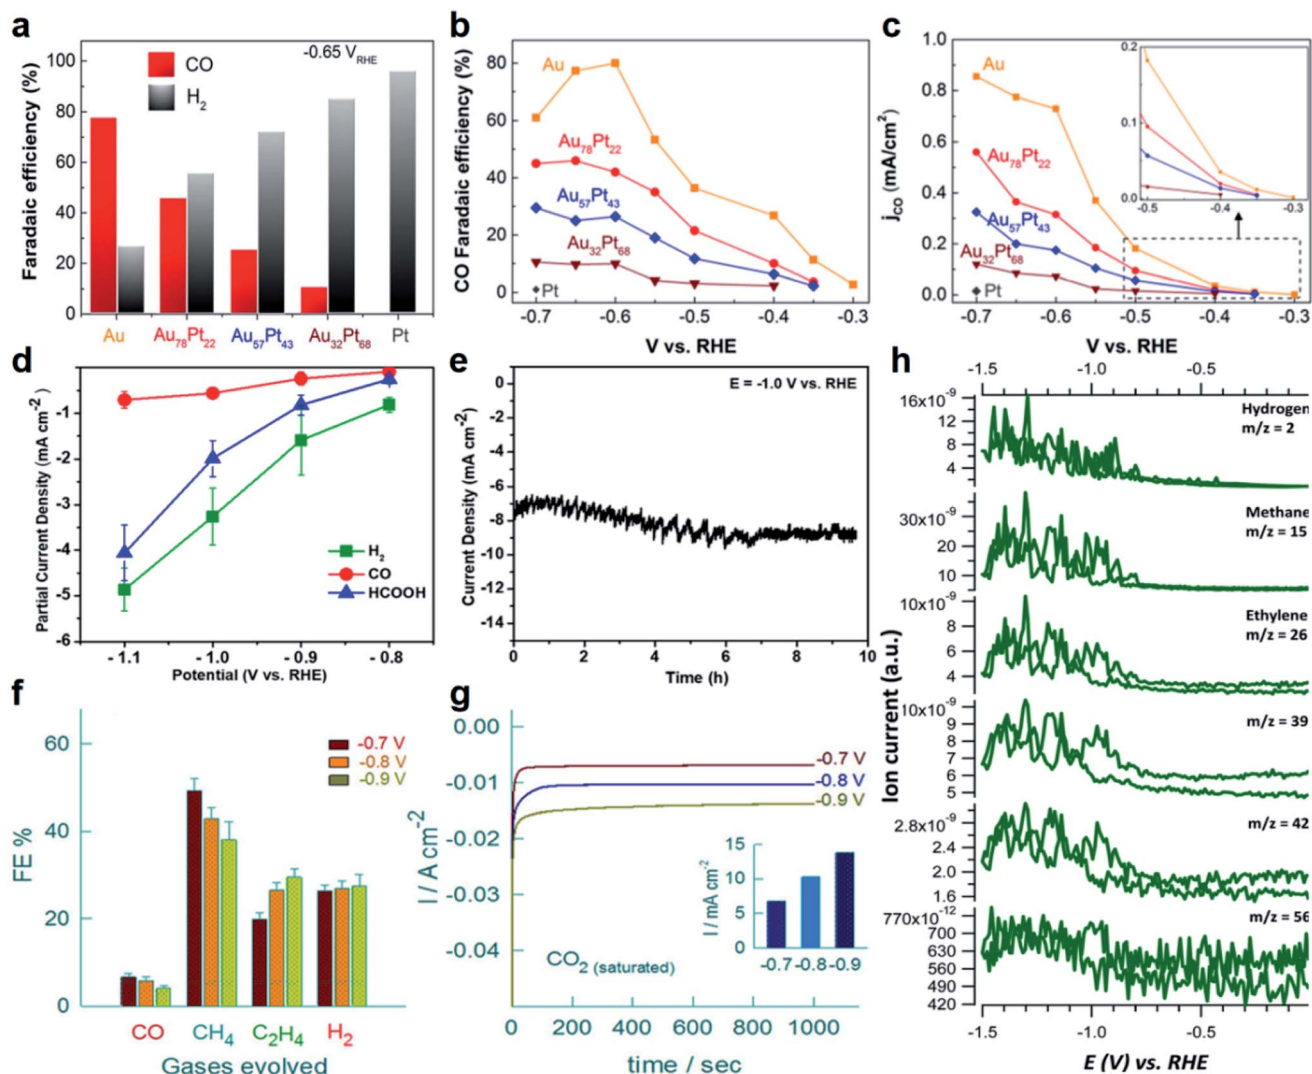 a
-0.65 V RHE
CO
H2
Faradaic efficiency (%)
100
80
60
40
20
0
Au Au78Pt22 Au57Pt43 Au32Pt68 Pt
b
CO Faradaic efficiency (%)
80
60
40
20
0
Au
Au78Pt22
Au57Pt43
Au32Pt68
Pt
-0.7 -0.6 -0.5 -0.4 -0.3
V vs. RHE
c
jCO (mA/cm2)
1.0
0.8
0.6
0.4
0.2
0.0
Au
Au78Pt22
Au57Pt43
Au32Pt68
Pt
0.2
0.1
0.0
-0.5 -0.4 -0.3
-0.7 -0.6 -0.5 -0.4 -0.3
V vs. RHE
d
Partial Current Density (mA cm-2)
-1
-2
-3
-4
-5
-6
H2
CO
HCOOH
-1.1 -1.0 -0.9 -0.8
Potential (V vs. RHE)
e
E = -1.0 V vs. RHE
Current Density (mA cm-2)
0
-2
-4
-6
-8
-10
-12
-14
0 2 4 6 8 10
Time (h)
f
FE %
60
40
20
0
-0.7 V
-0.8 V
-0.9 V
CO CH4 C2H4 H2
Gases evolved
g
I / A cm-2
0.00
-0.01
-0.02
-0.03
-0.04
-0.7 V
-0.8 V
-0.9 V
I / mA cm-2
15
10
5
0
-0.7 -0.8 -0.9
CO2 (saturated)
0 200 400 600 800 1000
time / sec
h
-1.5 -1.0 -0.5
Ion current (a.u.)
16x10-9
12
8
4
Hydrogen
m/z = 2
30x10-9
20
10
Methane
m/z = 15
10x10-9
8
6
4
Ethylene
m/z = 26
10x10-9
9
8
7
6
5
m/z = 39
2.8x10-9
2.4
2.0
1.6
m/z = 42
770x10-12
700
630
560
490
420
m/z = 56
-1.5 -1.0 -0.5
E (V) vs. RHE